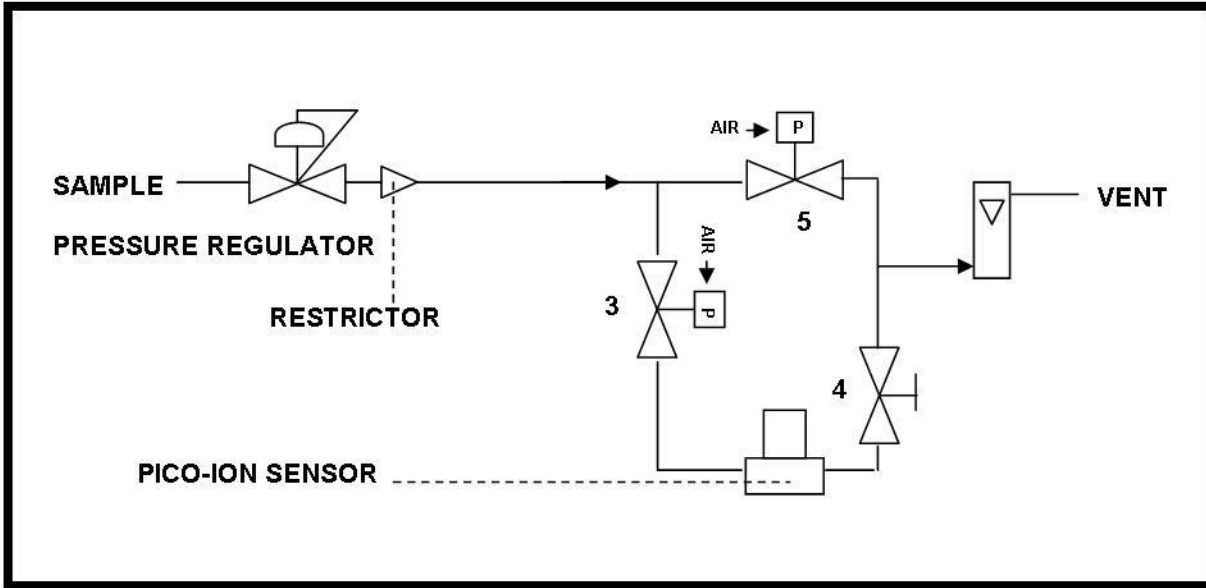 AIR
P
SAMPLE
VENT
5
PRESSURE REGULATOR
AIR
3
P
RESTRICTOR
4
PICO-ION SENSOR